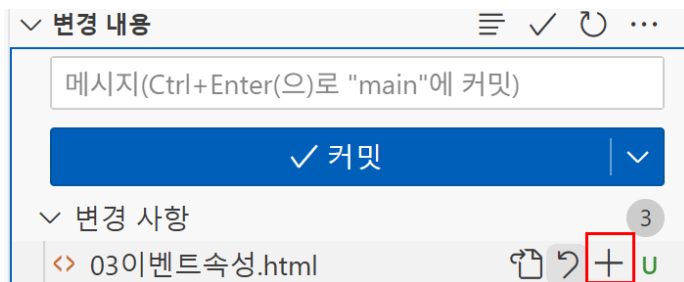 변경 내용
메시지(Ctrl+Enter(으)로 "main"에 커밋)
커밋
변경 사항 3
<> 03이벤트속성.html U